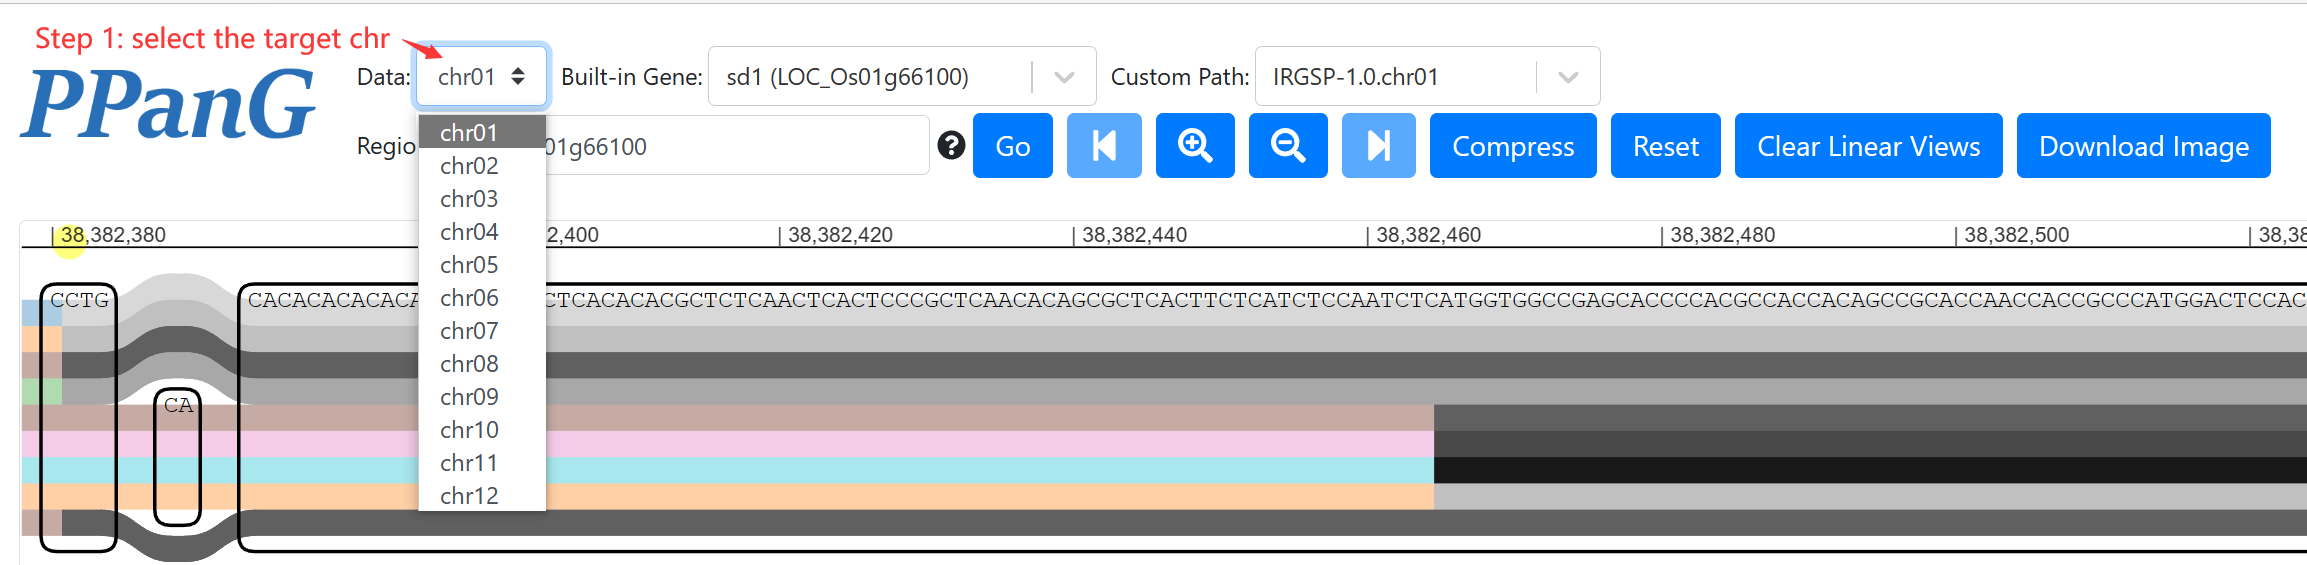 Step 1: select the target chr
PPanG
Data: chr01 Built-in Gene: sd1 (LOC_Os01g66100) Custom Path: IRGSP-1.0.chr01
Regio 01g66100 ? Go Compress Reset Clear Linear Views Download Image
chr01
chr02
chr03
chr04
chr05
chr06
chr07
chr08
chr09
chr10
chr11
chr12
38,382,380 2,400 38,382,420 38,382,440 38,382,460 38,382,480 38,382,500 38,38
CCTG CACACACACACA CTCACACACGCTCTCAACTCACTCCCGCTCAACACAGCGCTCACTTCTCATCTCCAATCTCATGGTGGCCGAGCACCCCACGCCACCACAGCCGCACCAACCACCGCCCATGGACTCCAC
CA